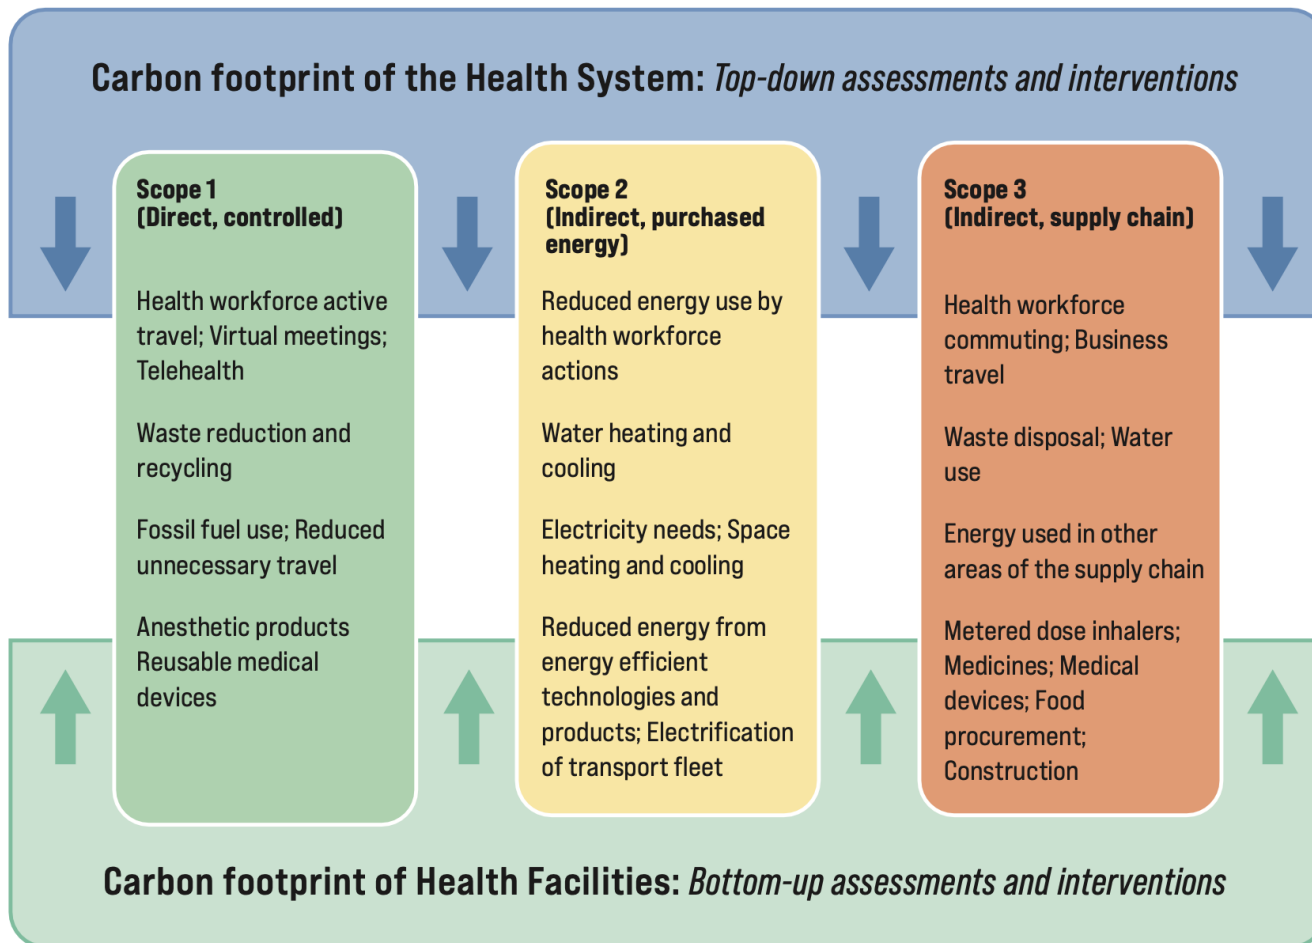 Carbon footprint of the Health System: Top-down assessments and interventions
Scope 1
(Direct, controlled)
Health workforce active
travel; Virtual meetings;
Telehealth
Waste reduction and
recycling
Fossil fuel use; Reduced
unnecessary travel
Anesthetic products
Reusable medical
devices
Scope 2
(Indirect, purchased
energy)
Reduced energy use by
health workforce
actions
Water heating and
cooling
Electricity needs; Space
heating and cooling
Reduced energy from
energy efficient
technologies and
products; Electrification
of transport fleet
Scope 3
(Indirect, supply chain)
Health workforce
commuting; Business
travel
Waste disposal; Water
use
Energy used in other
areas of the supply chain
Metered dose inhalers;
Medicines; Medical
devices; Food
procurement;
Construction
Carbon footprint of Health Facilities: Bottom-up assessments and interventions